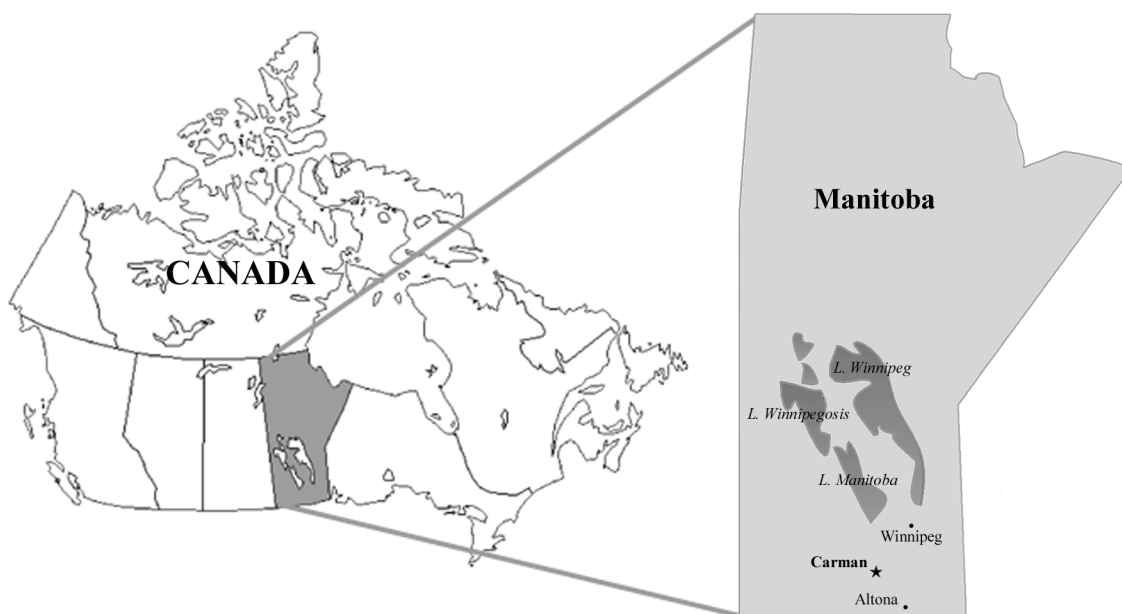 CANADA
Manitoba
L. Winnipeg
L. Winnipegosis
L. Manitoba
Winnipeg
Carman
Altona